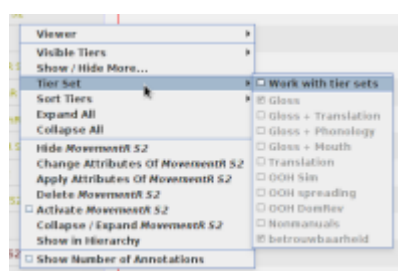 Viewer
Visible Tiers
Show / Hide More...
Tier Set
Sort Tiers
Expand All
Collapse All
Hide MovementR S2
Change Attributes Of MovementR S2
Apply Attributes Of MovementR S2
Delete MovementR S2
Activate MovementR S2
Collapse / Expand MovementR S2
Show in Hierarchy
Show Number of Annotations
Work with tier sets
Gloss
Gloss + Translation
Gloss + Phonology
Gloss + Mouth
Translation
OOH Sim
OOH spreading
OOH DomRev
Nonmanuals
betrouwbaarheid